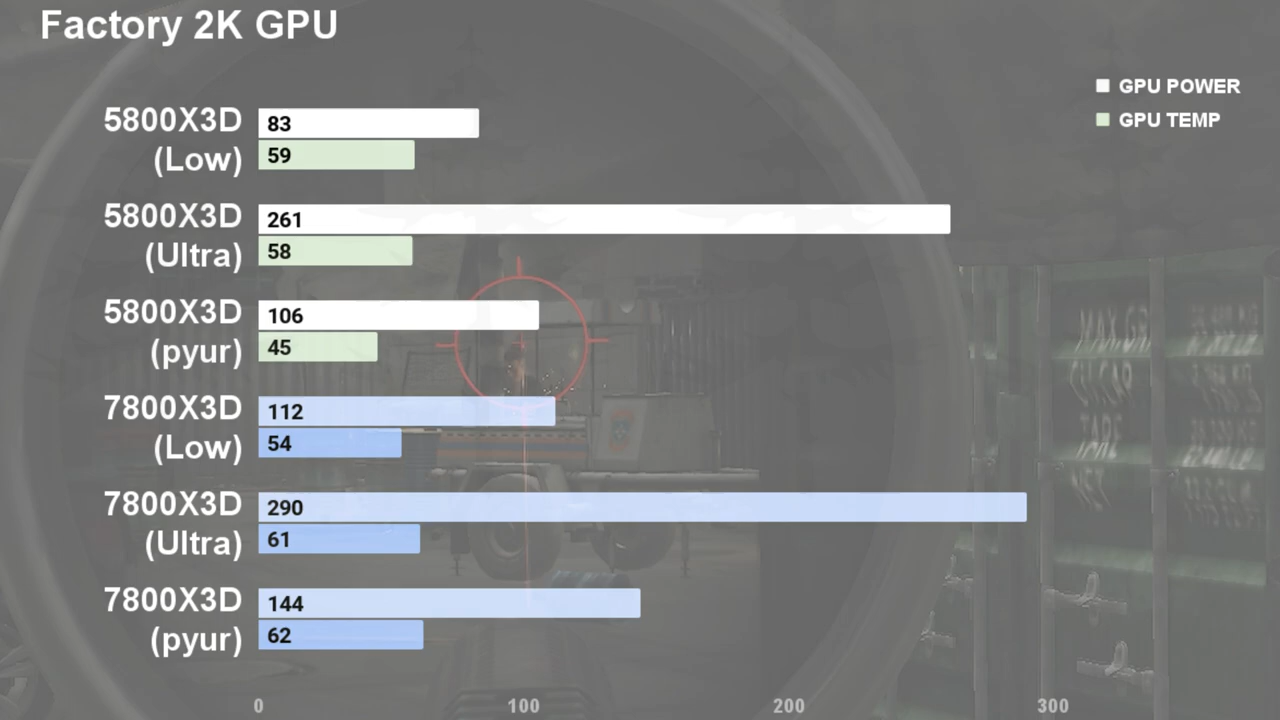 Factory 2K GPU
GPU POWER
GPU TEMP
5800X3D
(Low)
83
59
5800X3D
(Ultra)
261
58
5800X3D
(pyur)
106
45
7800X3D
(Low)
112
54
7800X3D
(Ultra)
290
61
7800X3D
(pyur)
144
62
0 100 200 300